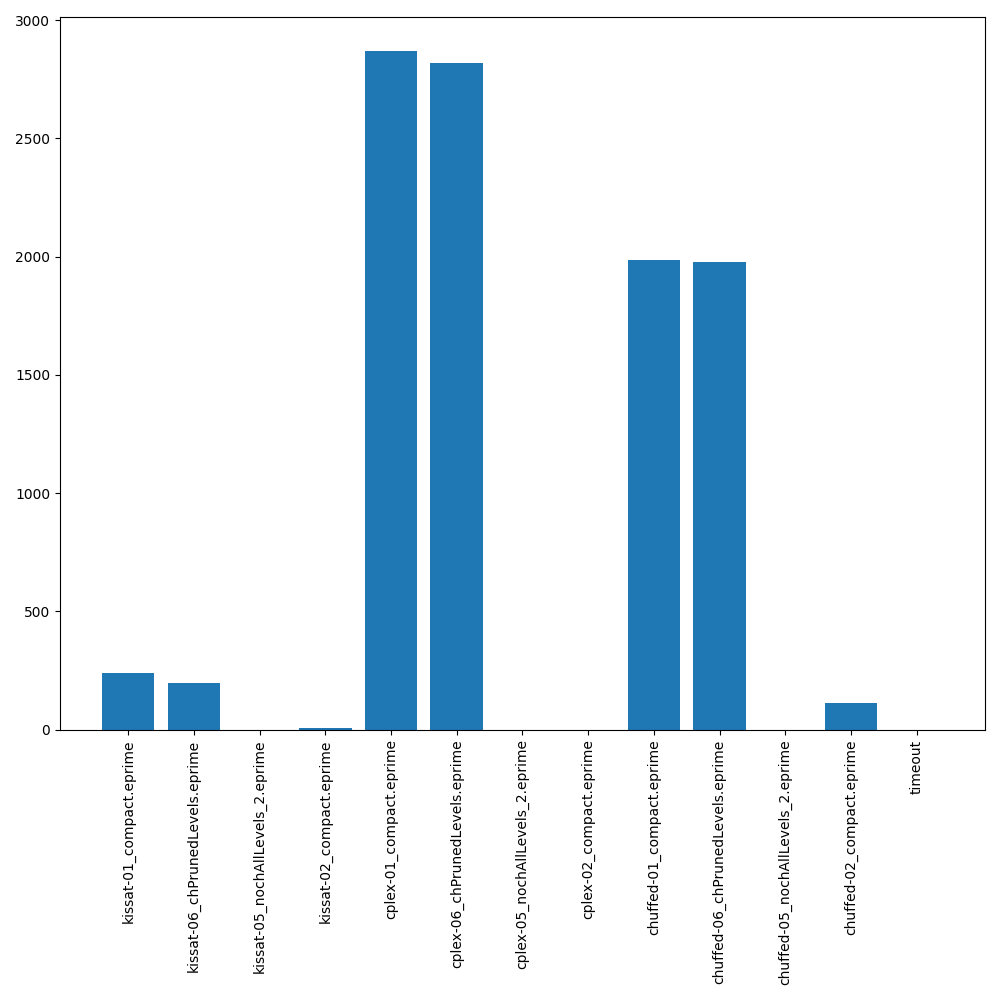 3000
2500
2000
1500
1000
500
0
kissat-01_compact.eprime
kissat-06_chPrunedLevels.eprime
kissat-05_nochAllLevels_2.eprime
kissat-02_compact.eprime
cplex-01_compact.eprime
cplex-06_chPrunedLevels.eprime
cplex-05_nochAllLevels_2.eprime
cplex-02_compact.eprime
chuffed-01_compact.eprime
chuffed-06_chPrunedLevels.eprime
chuffed-05_nochAllLevels_2.eprime
chuffed-02_compact.eprime
timeout